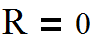 R = 0